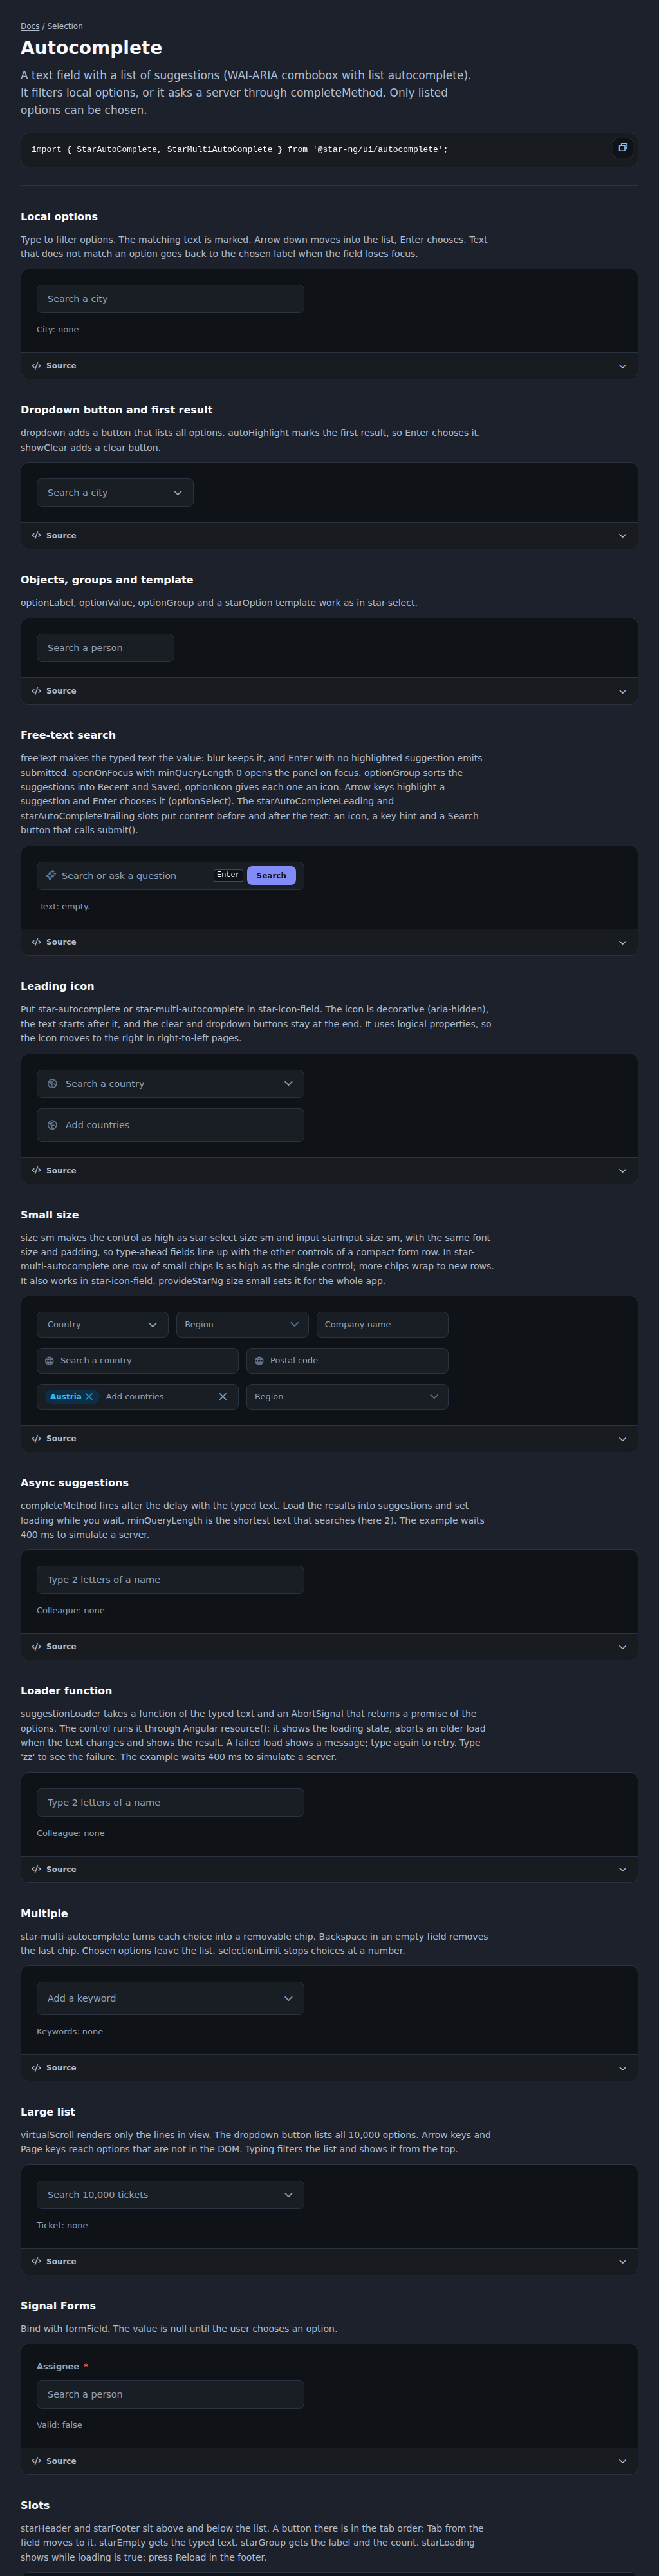 Docs / Selection
Autocomplete
A text field with a list of suggestions (WAI-ARIA combobox with list autocomplete).
It filters local options, or it asks a server through completeMethod. Only listed
options can be chosen.
import { StarAutoComplete, StarMultiAutoComplete } from '@star-ng/ui/autocomplete';
Local options
Type to filter options. The matching text is marked. Arrow down moves into the list, Enter chooses. Text
that does not match an option goes back to the chosen label when the field loses focus.
Search a city
City: none
Source
Dropdown button and first result
dropdown adds a button that lists all options. autoHighlight marks the first result, so Enter chooses it.
showClear adds a clear button.
Search a city
Source
Objects, groups and template
optionLabel, optionValue, optionGroup and a starOption template work as in star-select.
Search a person
Source
Free-text search
freeText makes the typed text the value: blur keeps it, and Enter with no highlighted suggestion emits
submitted. openOnFocus with minQueryLength 0 opens the panel on focus. optionGroup sorts the
suggestions into Recent and Saved, optionIcon gives each one an icon. Arrow keys highlight a
suggestion and Enter chooses it (optionSelect). The starAutoCompleteLeading and
starAutoCompleteTrailing slots put content before and after the text: an icon, a key hint and a Search
button that calls submit().
Search or ask a question Enter Search
Text: empty.
Source
Leading icon
Put star-autocomplete or star-multi-autocomplete in star-icon-field. The icon is decorative (aria-hidden),
the text starts after it, and the clear and dropdown buttons stay at the end. It uses logical properties, so
the icon moves to the right in right-to-left pages.
Search a country
Add countries
Source
Small size
size sm makes the control as high as star-select size sm and input starInput size sm, with the same font
size and padding, so type-ahead fields line up with the other controls of a compact form row. In star-
multi-autocomplete one row of small chips is as high as the single control; more chips wrap to new rows.
It also works in star-icon-field. provideStarNg size small sets it for the whole app.
Country Region Company name
Search a country Postal code
Austria Add countries Region
Source
Async suggestions
completeMethod fires after the delay with the typed text. Load the results into suggestions and set
loading while you wait. minQueryLength is the shortest text that searches (here 2). The example waits
400 ms to simulate a server.
Type 2 letters of a name
Colleague: none
Source
Loader function
suggestionLoader takes a function of the typed text and an AbortSignal that returns a promise of the
options. The control runs it through Angular resource(): it shows the loading state, aborts an older load
when the text changes and shows the result. A failed load shows a message; type again to retry. Type
'zz' to see the failure. The example waits 400 ms to simulate a server.
Type 2 letters of a name
Colleague: none
Source
Multiple
star-multi-autocomplete turns each choice into a removable chip. Backspace in an empty field removes
the last chip. Chosen options leave the list. selectionLimit stops choices at a number.
Add a keyword
Keywords: none
Source
Large list
virtualScroll renders only the lines in view. The dropdown button lists all 10,000 options. Arrow keys and
Page keys reach options that are not in the DOM. Typing filters the list and shows it from the top.
Search 10,000 tickets
Ticket: none
Source
Signal Forms
Bind with formField. The value is null until the user chooses an option.
Assignee *
Search a person
Valid: false
Source
Slots
starHeader and starFooter sit above and below the list. A button there is in the tab order: Tab from the
field moves to it. starEmpty gets the typed text. starGroup gets the label and the count. starLoading
shows while loading is true: press Reload in the footer.